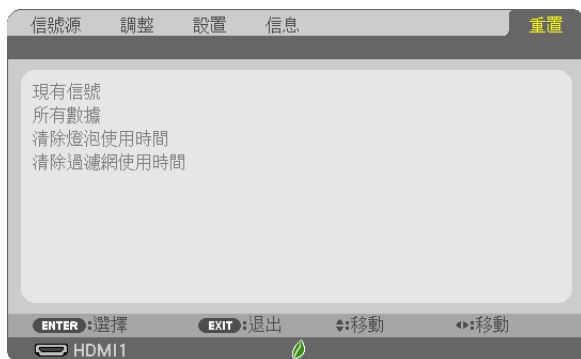 信號源 調整 設置 信息 重置
現有信號
所有數據
清除燈泡使用時間
清除過濾網使用時間
ENTER:選擇 EXIT:退出 :移動 :移動
HDMI1